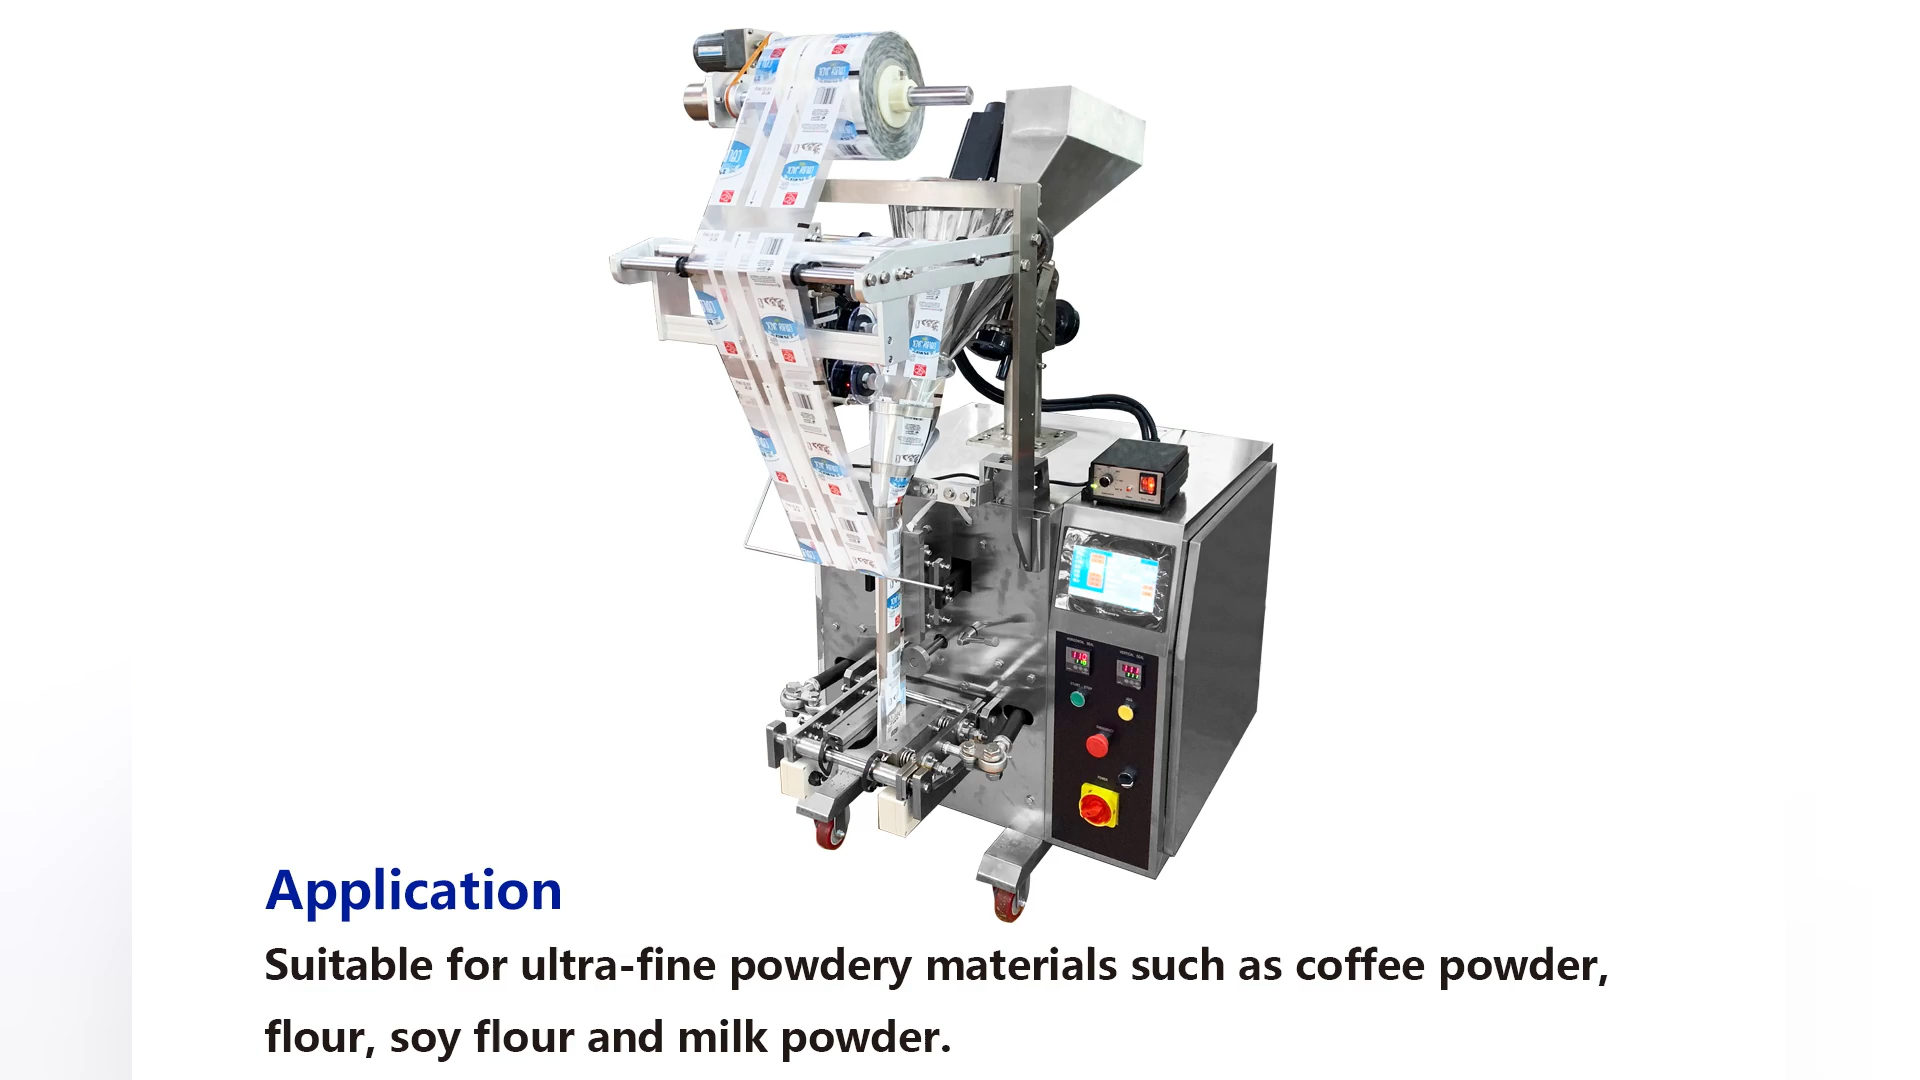 Application
Suitable for ultra-fine powdery materials such as coffee powder,
flour, soy flour and milk powder.